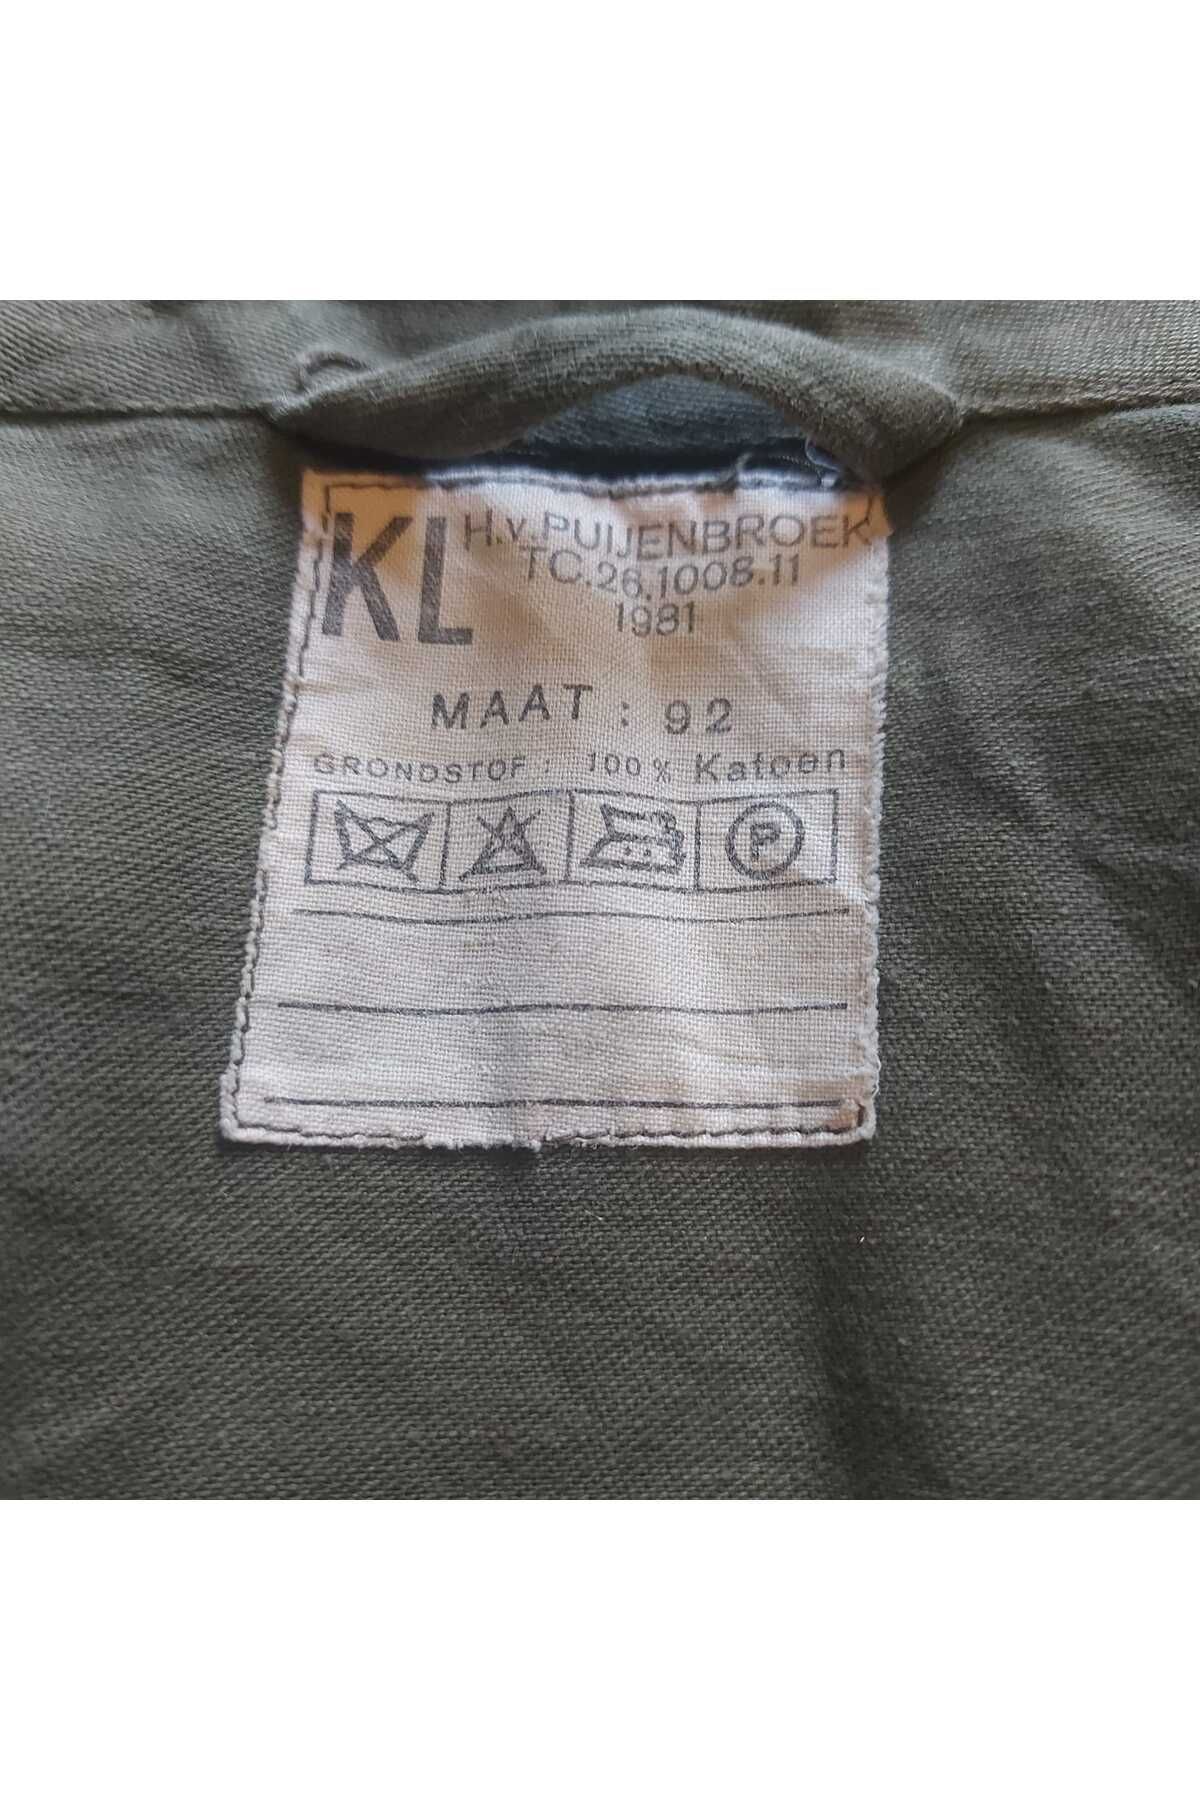 KL H.v.PUIJENBROEK
TC.26.1008.11
1981
MAAT : 92
GRONDSTOF : 100 % Katoen
P